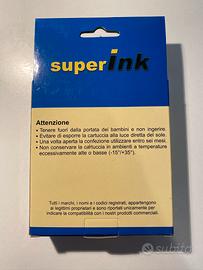 superink
Attenzione
• Tenere fuori dalla portata dei bambini e non ingerire.
• Evitare di esporre la cartuccia alla luce diretta del sole.
• Una volta aperta la confezione utilizzare entro sei mesi.
• Non conservare la cartuccia in ambienti a temperature
eccessivamente alte o basse (-15°/+35°).
Tutti i marchi, i nomi e i codici registrati, appartengono
ai legittimi proprietari e sono riportati unicamente per
indicare la compatibilità con i nostri prodotti commerciali.
subito